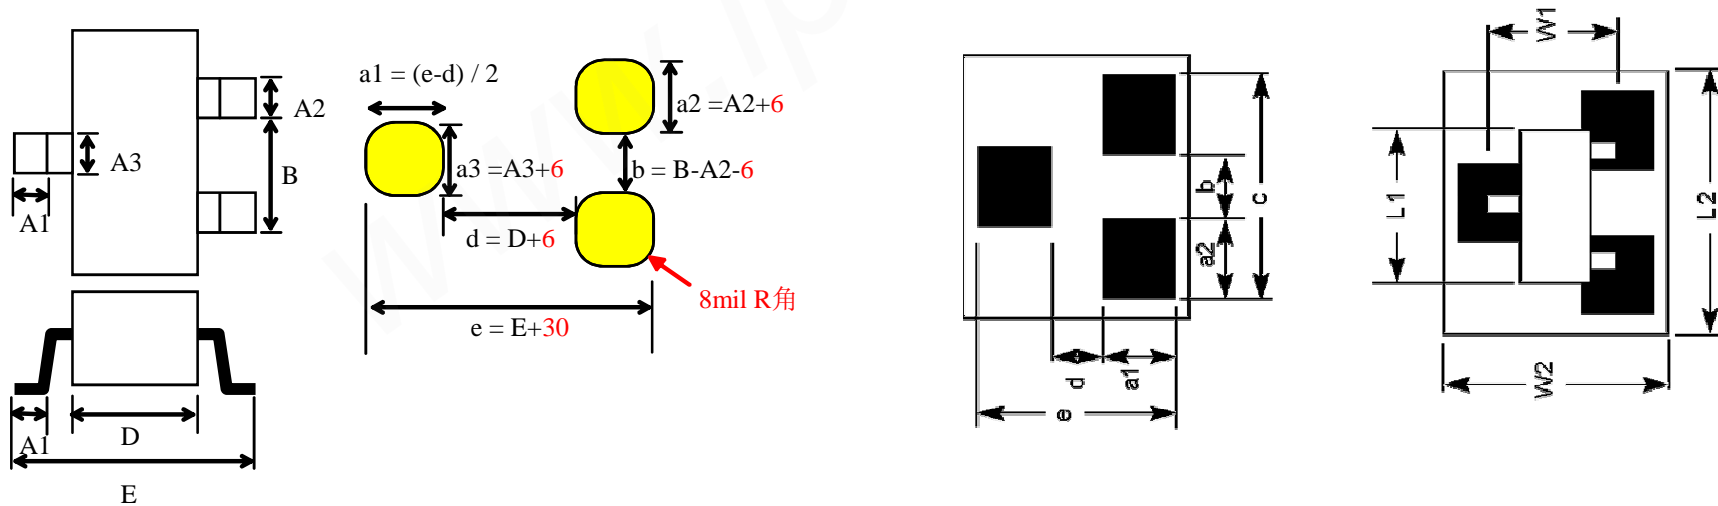 A2
A3
B
A1
A1
D
E
a1 = (e-d) / 2
a2 =A2+6
a3 =A3+6
b = B-A2-6
d = D+6
8mil R角
e = E+30
b
c
a2
d
a1
e
W1
L1
L2
W2